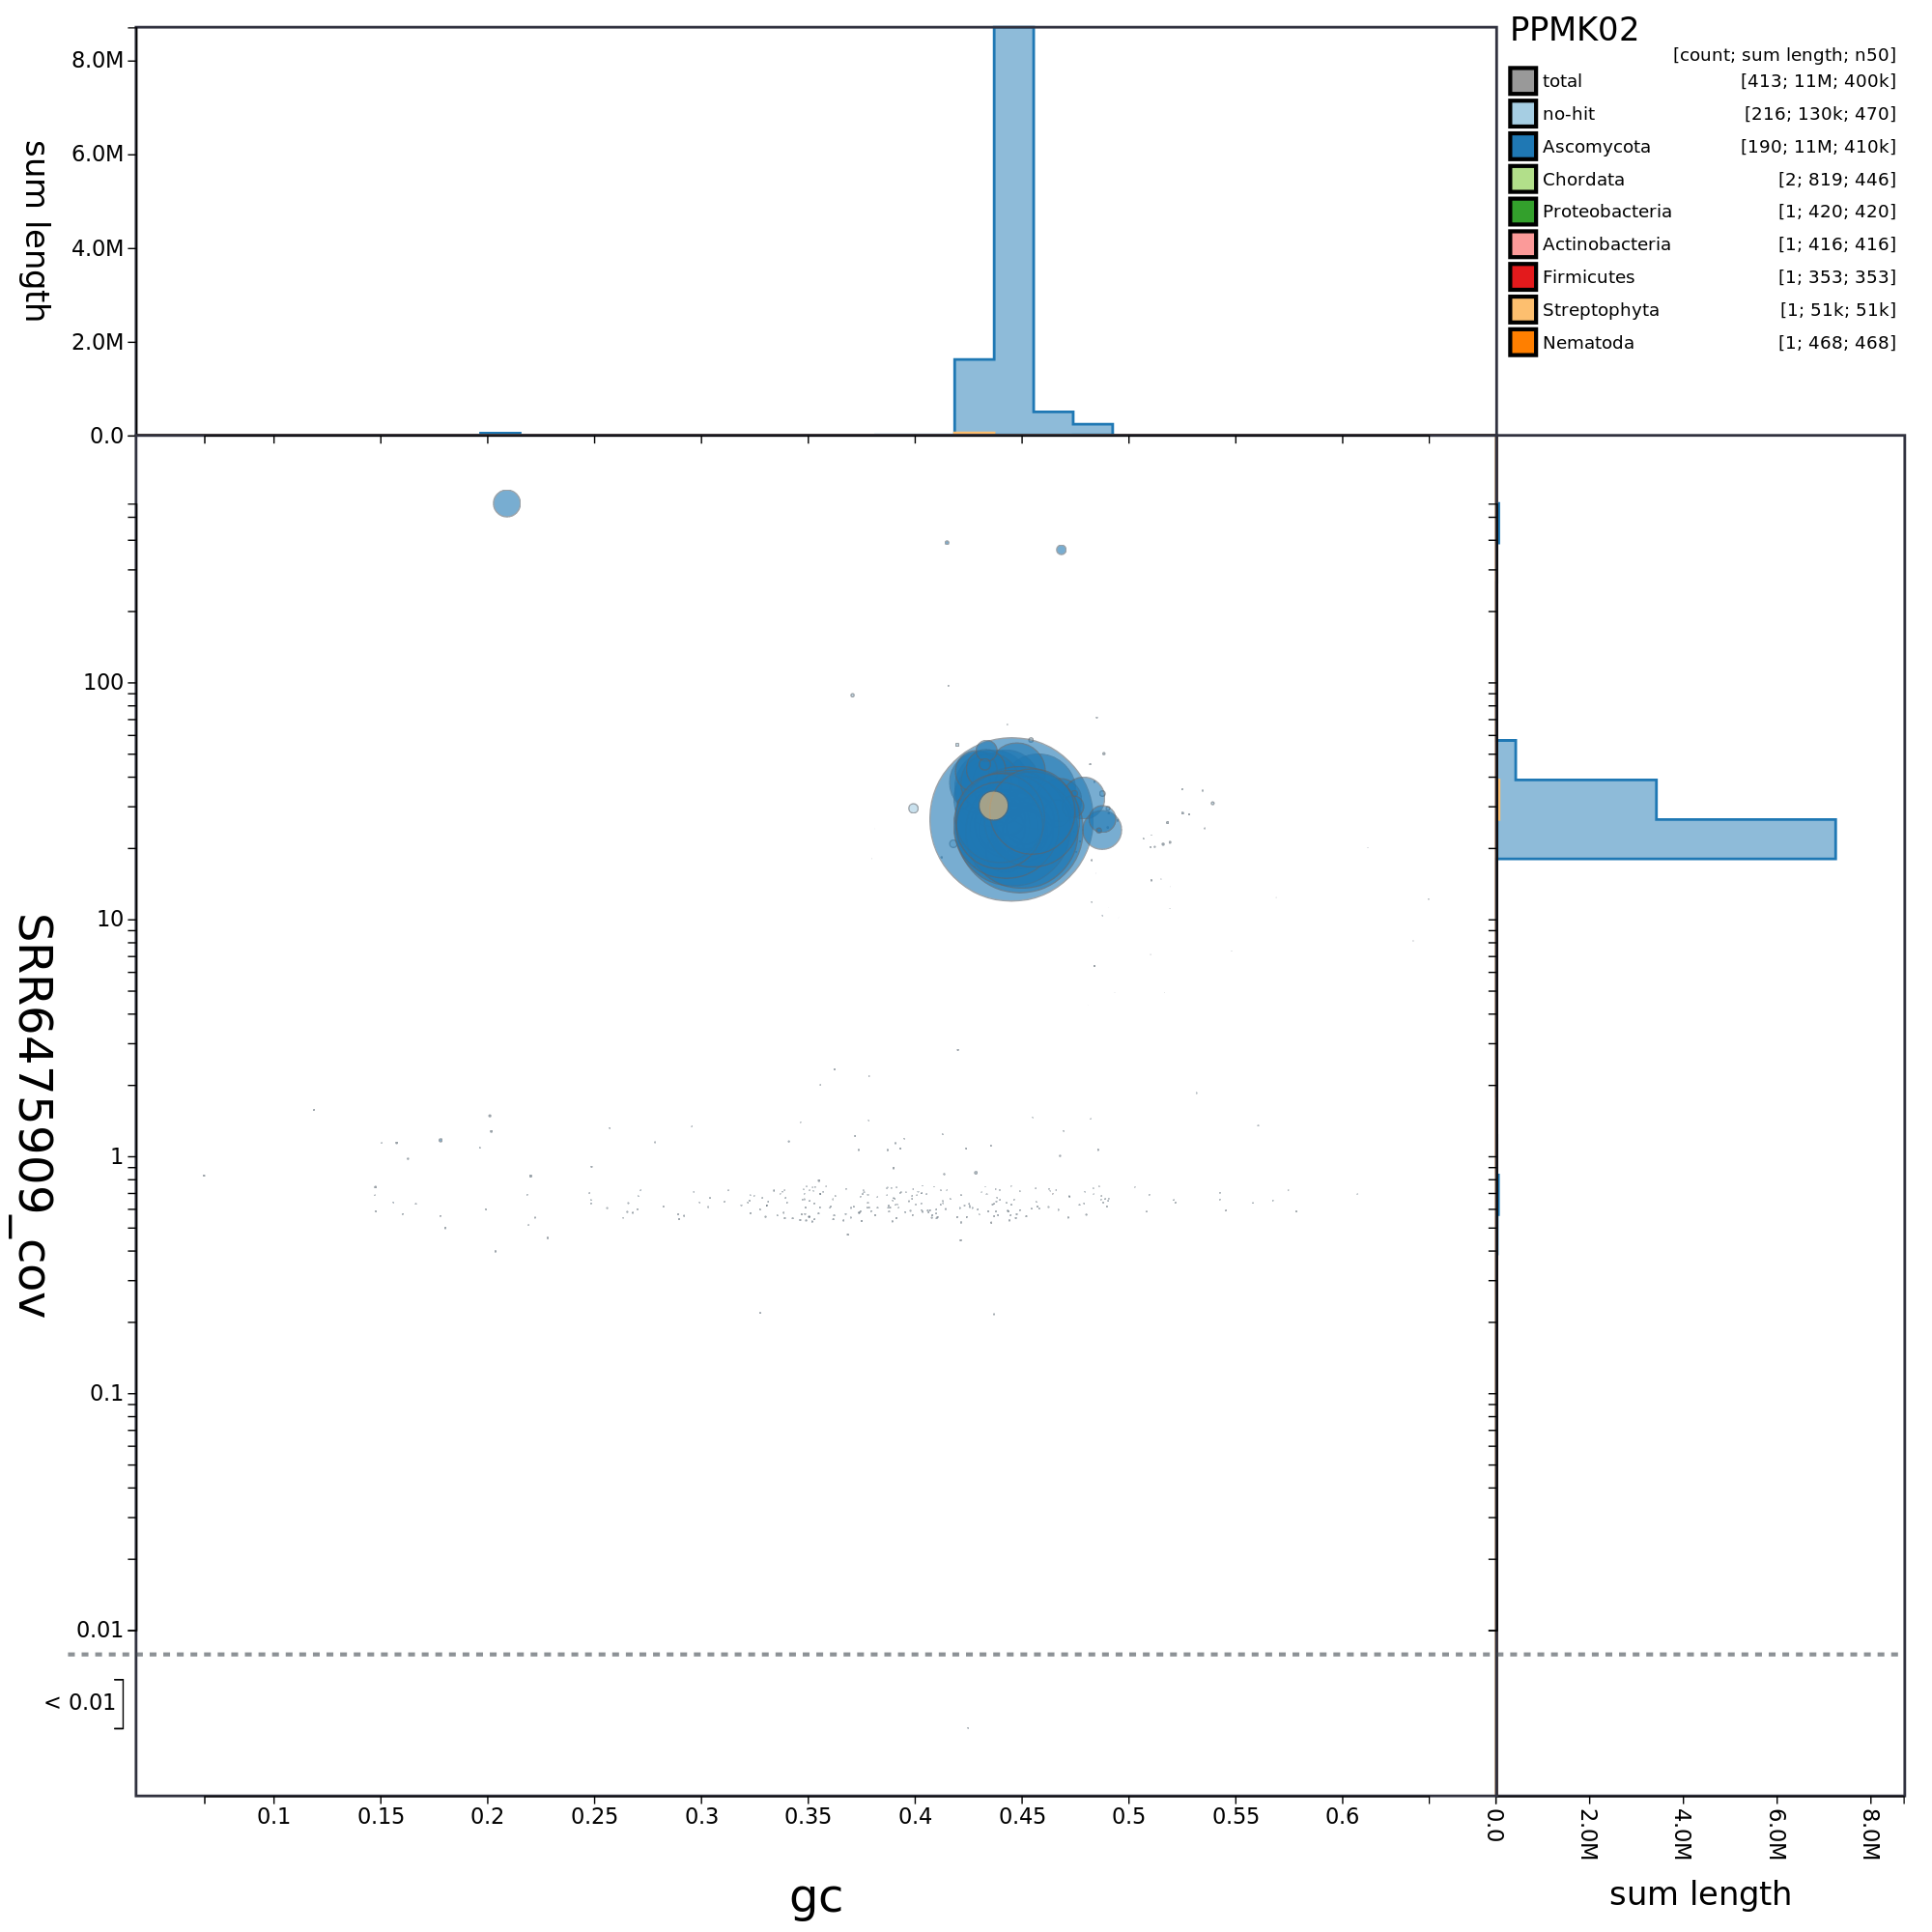 PPMK02
[count; sum length; n50]
total [413; 11M; 400k]
no-hit [216; 130k; 470]
Ascomycota [190; 11M; 410k]
Chordata [2; 819; 446]
Proteobacteria [1; 420; 420]
Actinobacteria [1; 416; 416]
Firmicutes [1; 353; 353]
Streptophyta [1; 51k; 51k]
Nematoda [1; 468; 468]
sum length
8.0M
6.0M
4.0M
2.0M
0.0
SRR6475909_cov
100
10
1
0.1
0.01
< 0.01
0.1 0.15 0.2 0.25 0.3 0.35 0.4 0.45 0.5 0.55 0.6
gc
0.0 2.0M 4.0M 6.0M 8.0M
sum length